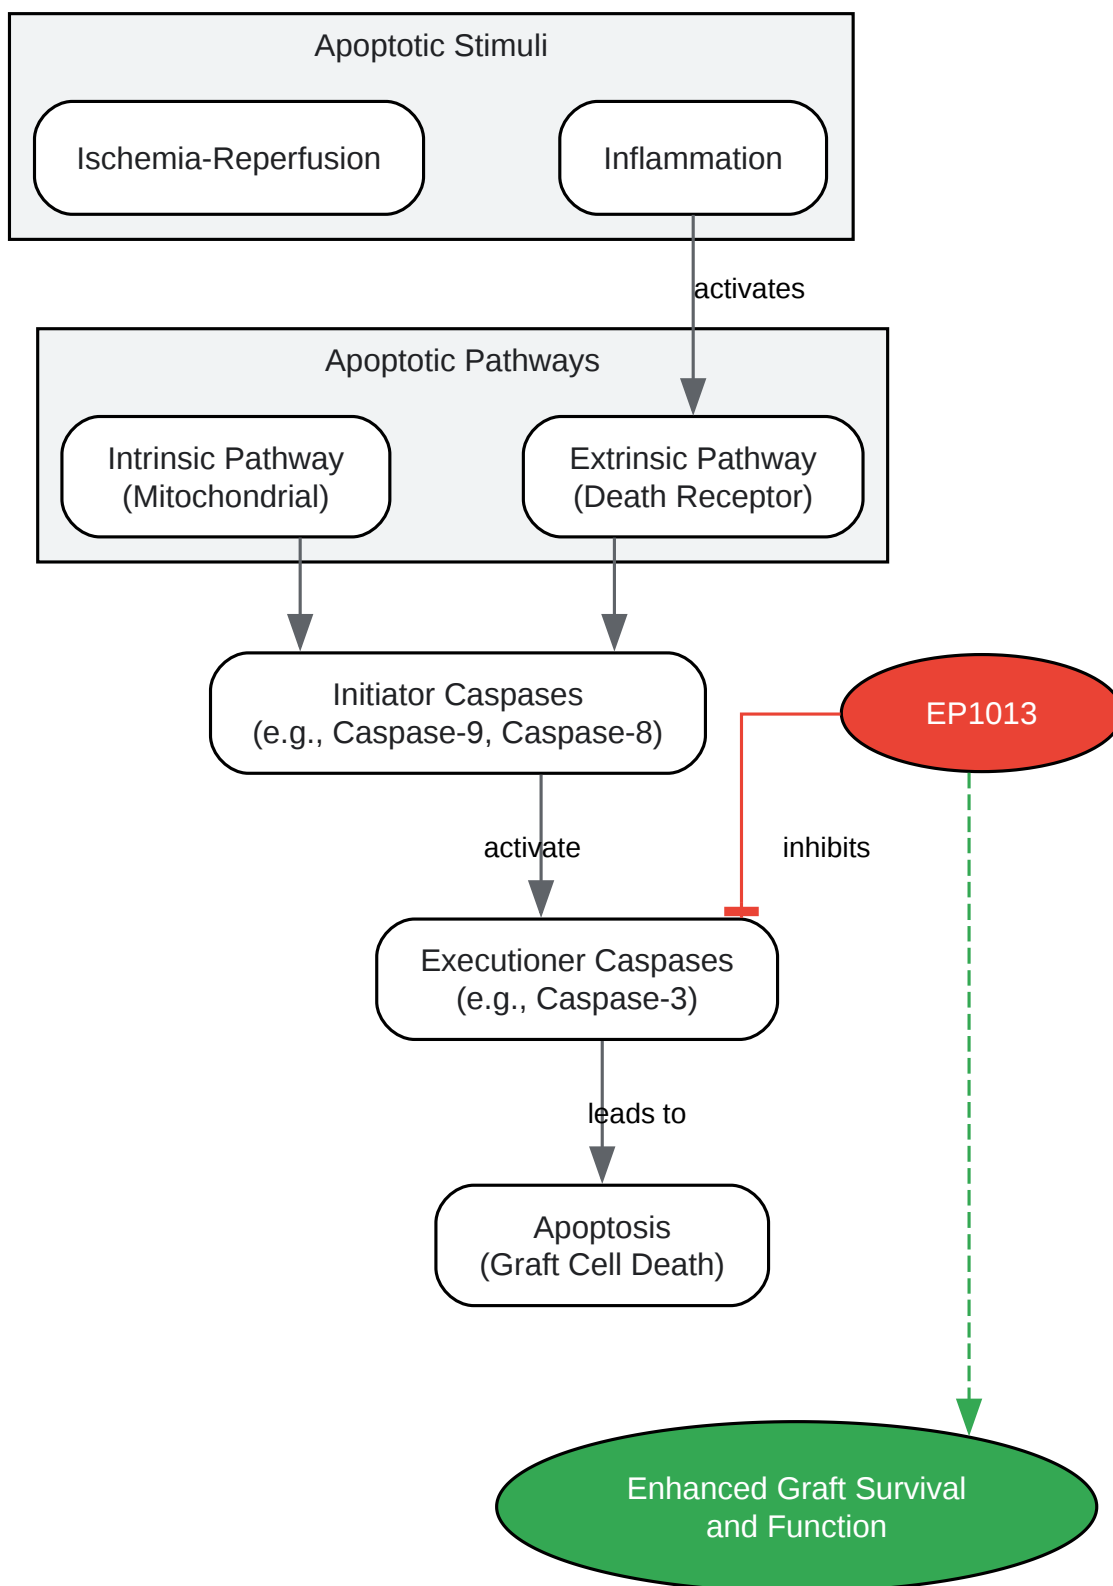 Apoptotic Stimuli
Ischemia-Reperfusion
Inflammation
activates
Apoptotic Pathways
Intrinsic Pathway
(Mitochondrial)
Extrinsic Pathway
(Death Receptor)
Initiator Caspases
(e.g., Caspase-9, Caspase-8)
EP1013
activate
inhibits
Executioner Caspases
(e.g., Caspase-3)
leads to
Apoptosis
(Graft Cell Death)
Enhanced Graft Survival
and Function